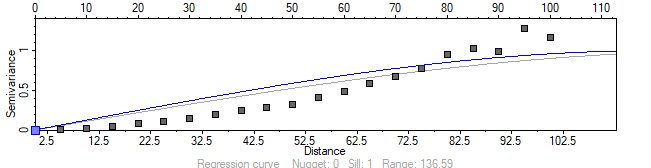 0 10 20 30 40 50 60 70 80 90 100 110
1
0.5
0
Semivariance
2.5 12.5 22.5 32.5 42.5 52.5 62.5 72.5 82.5 92.5 102.5
Distance
Regression curve Nugget: 0 Sill: 1 Range: 136.59